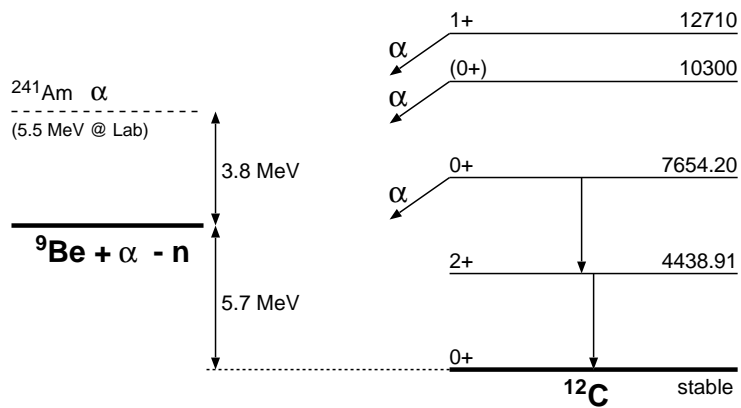 1+ 12710
α
(0+) 10300
α
²⁴¹Am α
(5.5 MeV @ Lab)
3.8 MeV
0+ 7654.20
α
⁹Be + α - n
2+ 4438.91
5.7 MeV
0+
¹²C stable